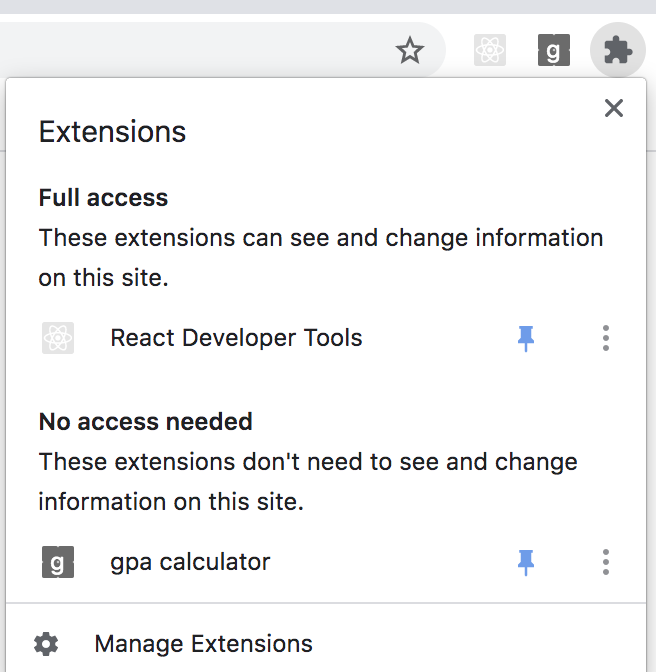 g
Extensions
Full access
These extensions can see and change information
on this site.
React Developer Tools
No access needed
These extensions don't need to see and change
information on this site.
g gpa calculator
Manage Extensions